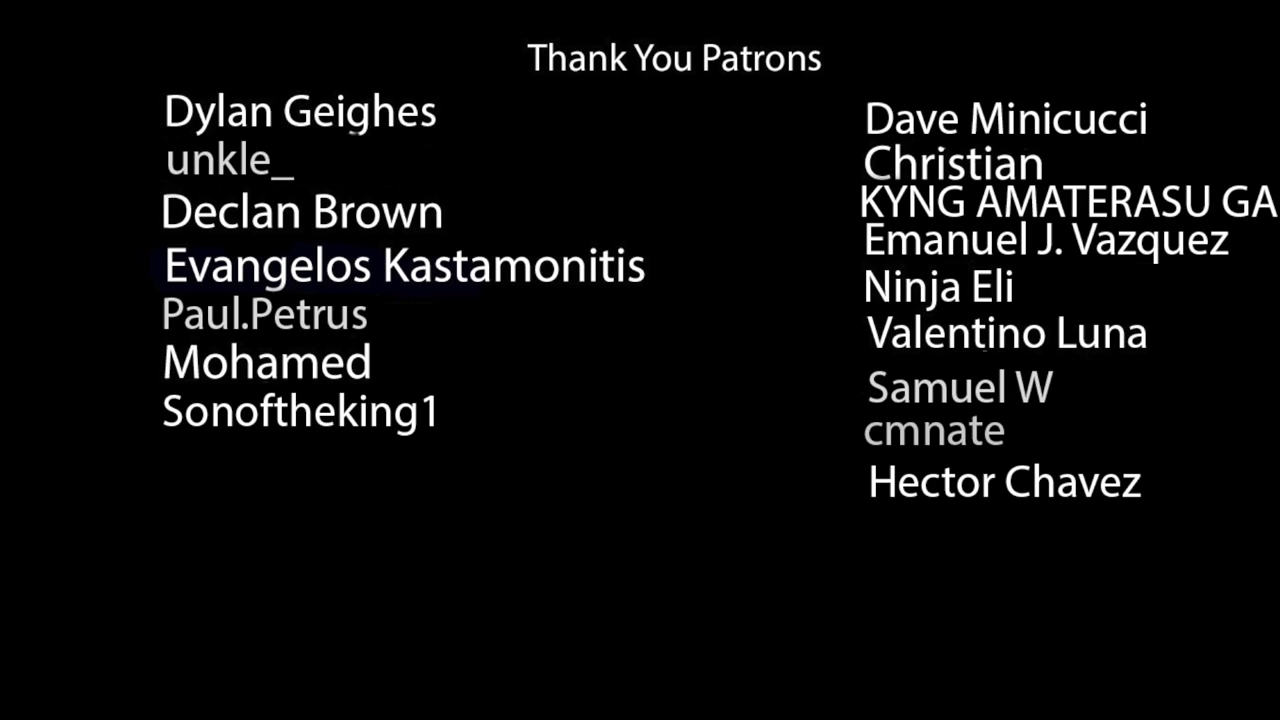 Thank You Patrons
Dylan Geighes
unkle_
Declan Brown
Evangelos Kastamonitis
Paul.Petrus
Mohamed
Sonoftheking1
Dave Minicucci
Christian
KYNG AMATERASU GA
Emanuel J. Vazquez
Ninja Eli
Valentino Luna
Samuel W
cmnate
Hector Chavez